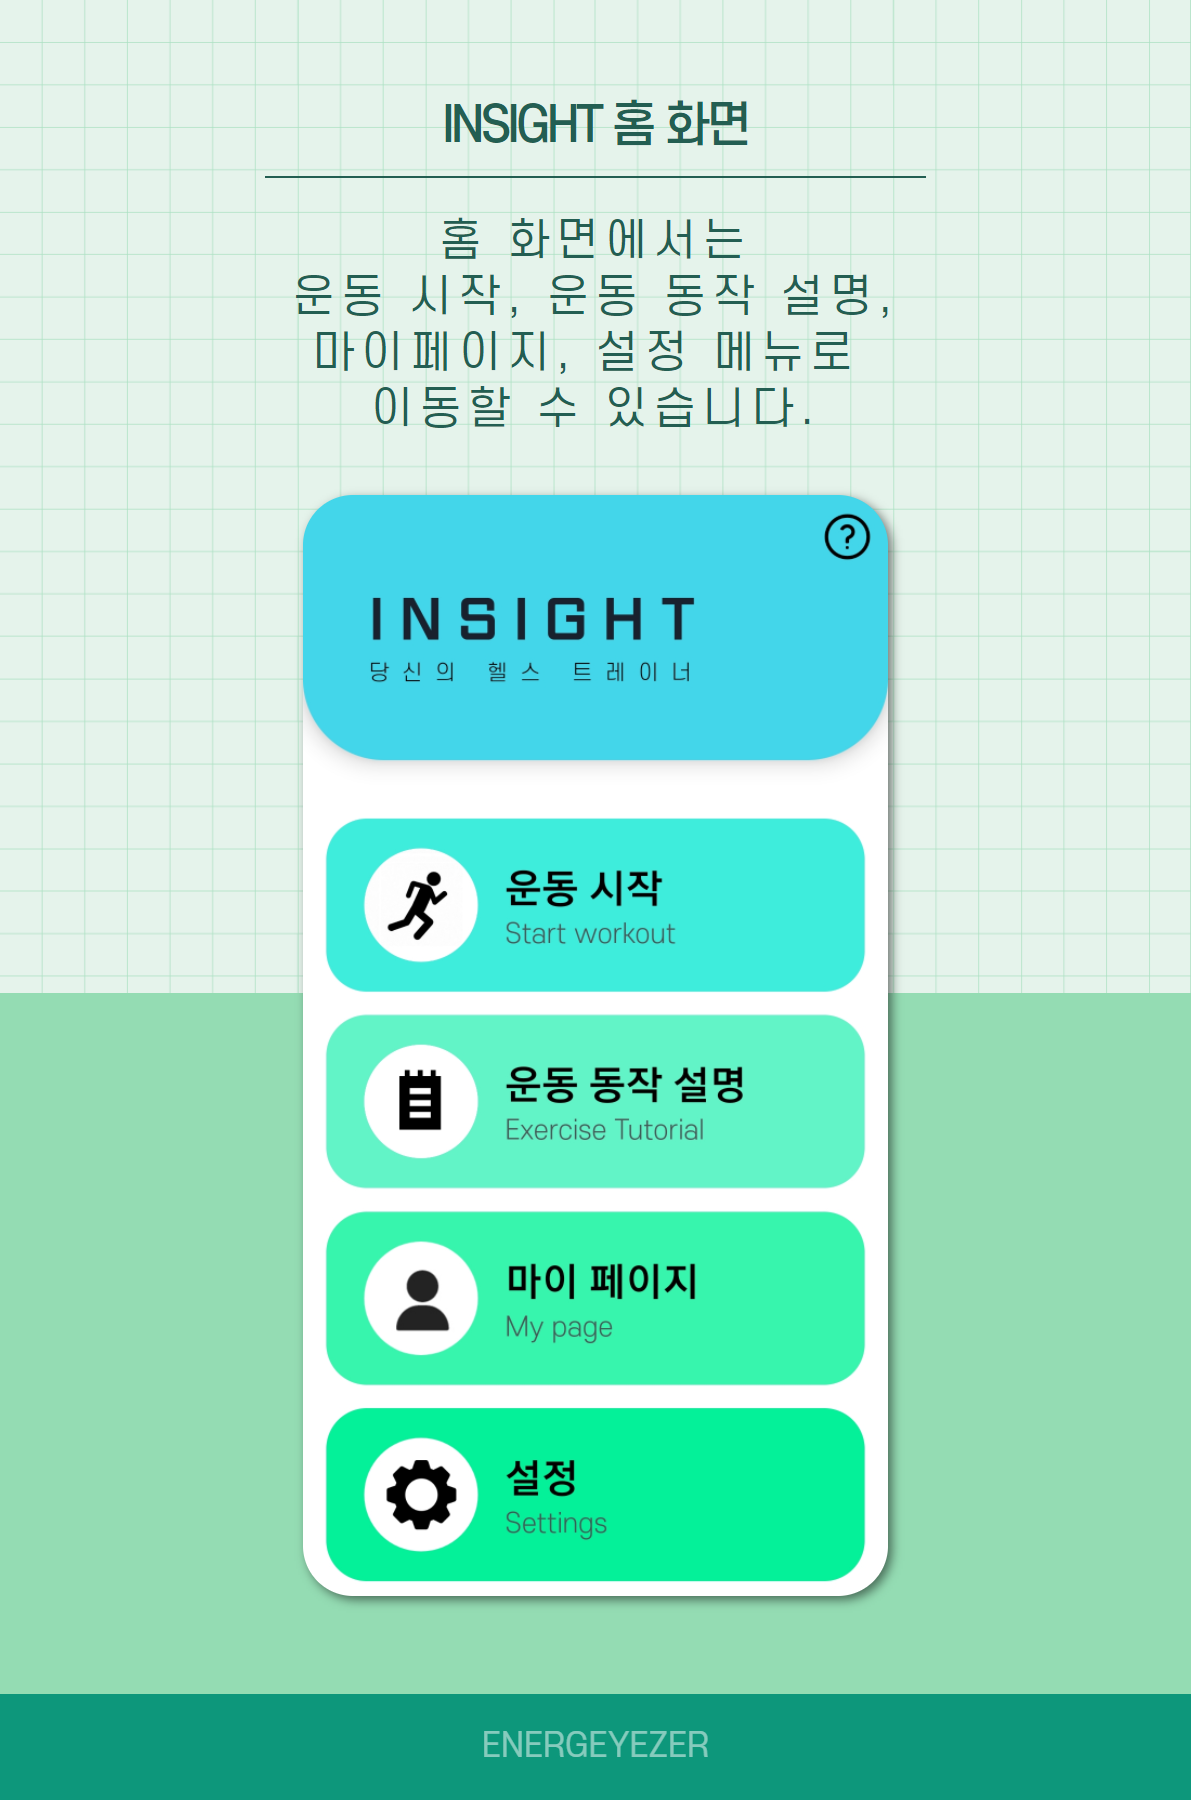 INSIGHT 홈 화면
홈 화면에서는
운동 시작, 운동 동작 설명,
마이페이지, 설정 메뉴로
이동할 수 있습니다.
?
INSIGHT
당신의 헬스 트레이너
운동 시작
Start workout
운동 동작 설명
Exercise Tutorial
마이 페이지
My page
설정
Settings
ENERGEYEZER